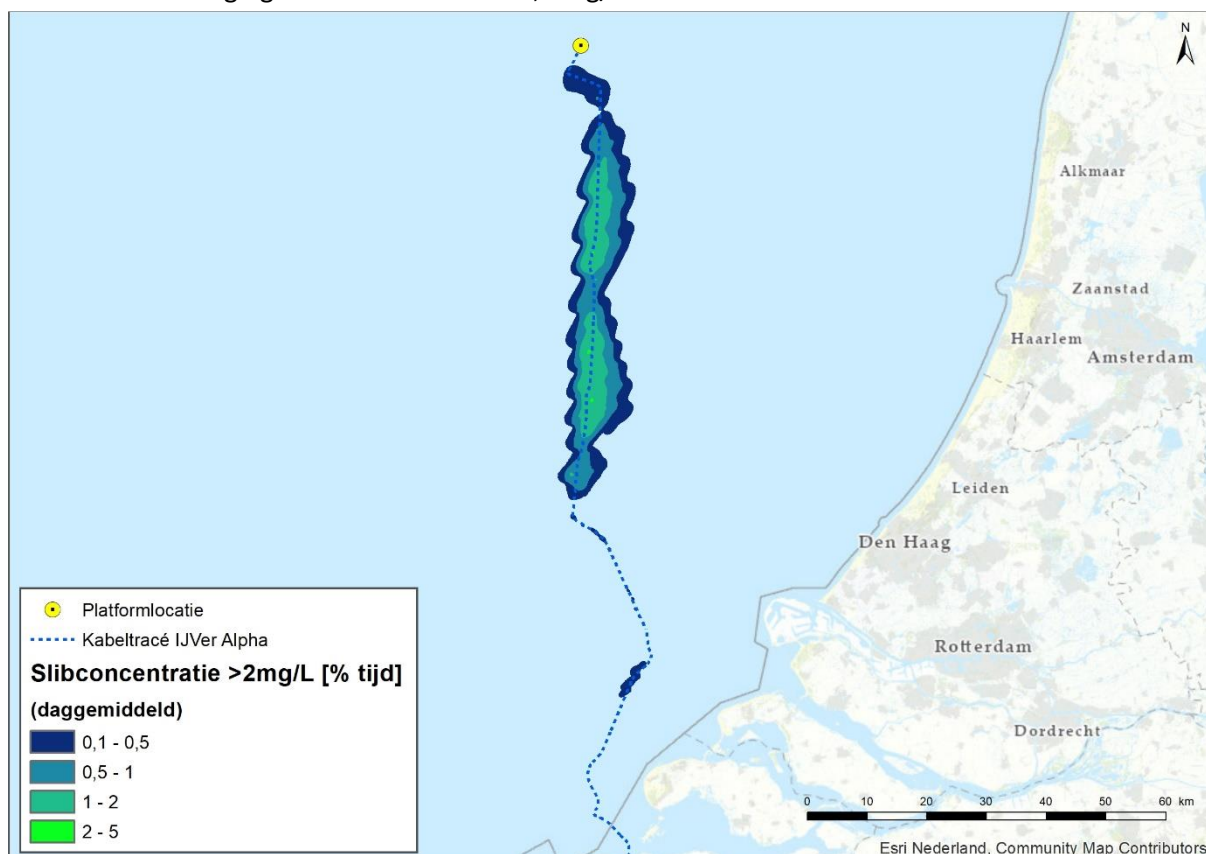 N
Alkmaar
Zaanstad
Haarlem
Amsterdam
Leiden
Den Haag
Rotterdam
Dordrecht
Platformlocatie
Kabeltracé IJVer Alpha
Slibconcentratie >2mg/L [% tijd]
(daggemiddeld)
0,1 - 0,5
0,5 - 1
1 - 2
2 - 5
0 10 20 30 40 50 60 km
Esri Nederland, Community Map Contributors